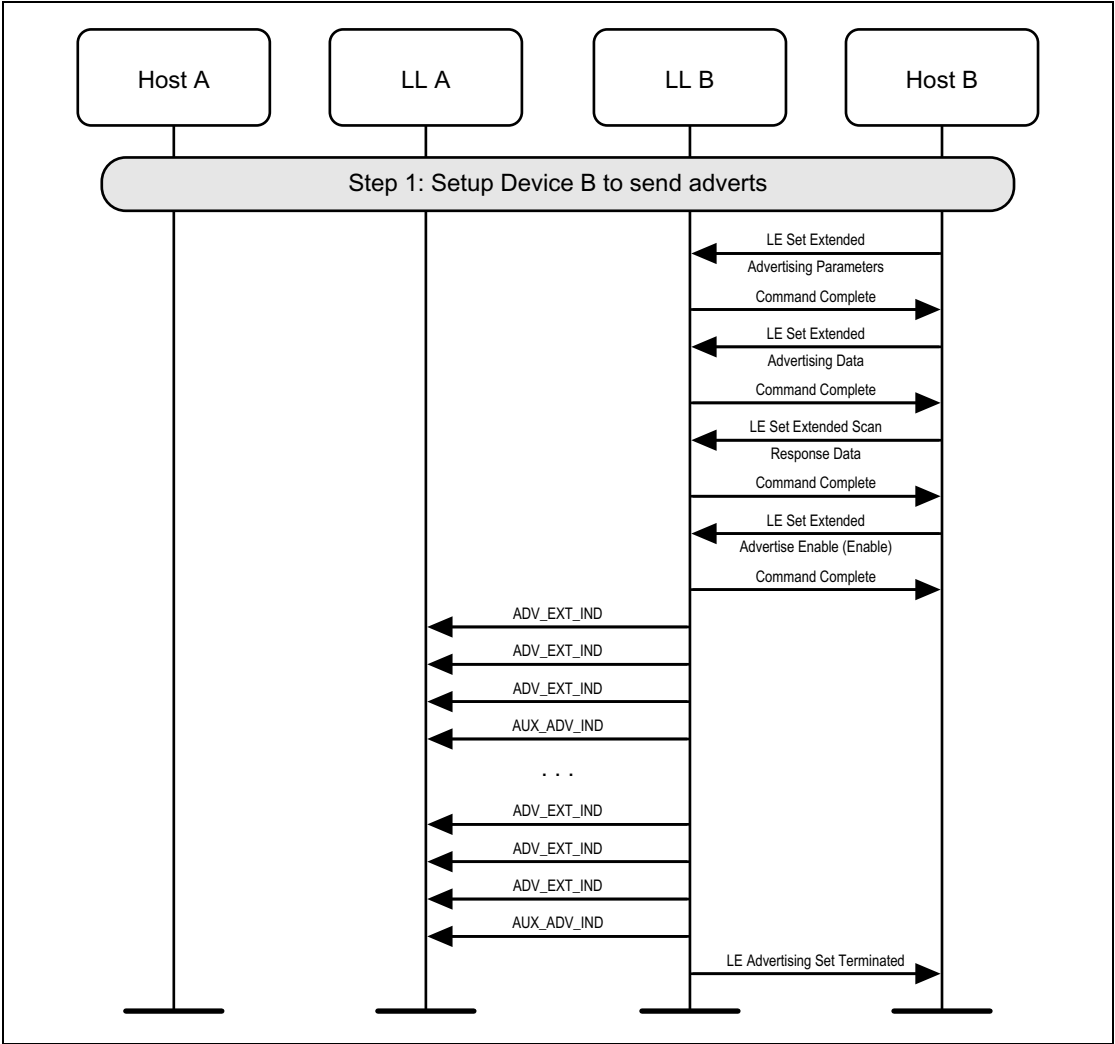 Host A
LL A
LL B
Host B
Step 1: Setup Device B to send adverts
LE Set Extended
Advertising Parameters
Command Complete
LE Set Extended
Advertising Data
Command Complete
LE Set Extended Scan
Response Data
Command Complete
LE Set Extended
Advertise Enable (Enable)
Command Complete
ADV_EXT_IND
ADV_EXT_IND
ADV_EXT_IND
AUX_ADV_IND
. . .
ADV_EXT_IND
ADV_EXT_IND
ADV_EXT_IND
AUX_ADV_IND
LE Advertising Set Terminated